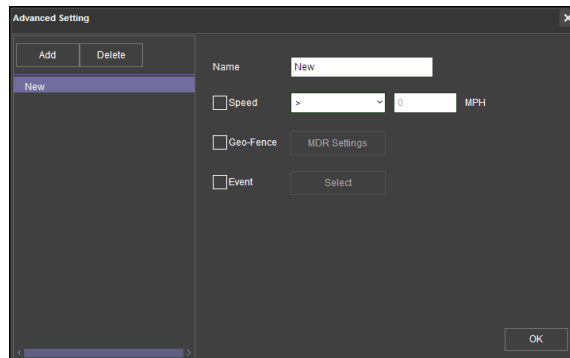 Advanced Setting
Add Delete
New
Name New
Speed > 0 MPH
Geo-Fence MDR Settings
Event Select
OK